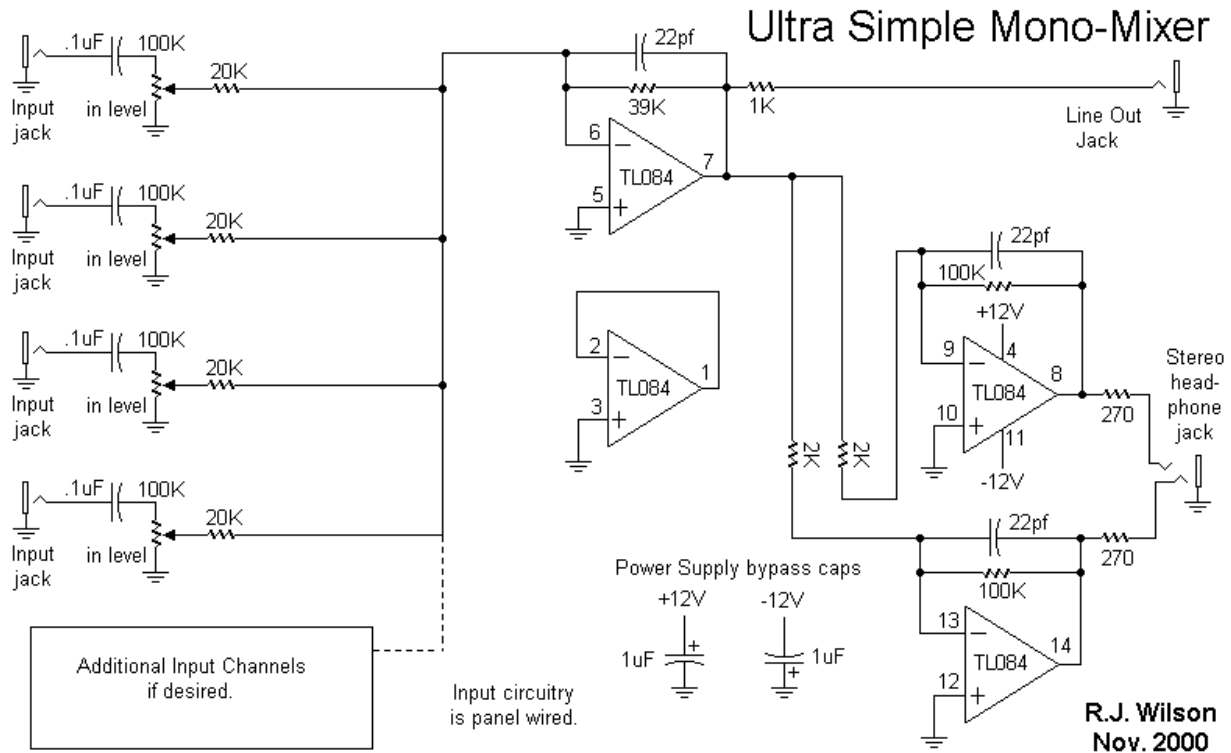 Ultra Simple Mono-Mixer
.1uF
100K
20K
Input
jack
in level
.1uF
100K
20K
Input
jack
in level
.1uF
100K
20K
Input
jack
in level
.1uF
100K
20K
Input
jack
in level
Additional Input Channels
if desired.
Input circuitry
is panel wired.
22pf
39K
6
5
7
TL084
1K
Line Out
Jack
2
3
1
TL084
2K
2K
22pf
100K
+12V
4
9
8
TL084
10
11
-12V
270
Stereo
head-
phone
jack
22pf
100K
270
13
14
TL084
12
Power Supply bypass caps
+12V
-12V
1uF
1uF
R.J. Wilson
Nov. 2000